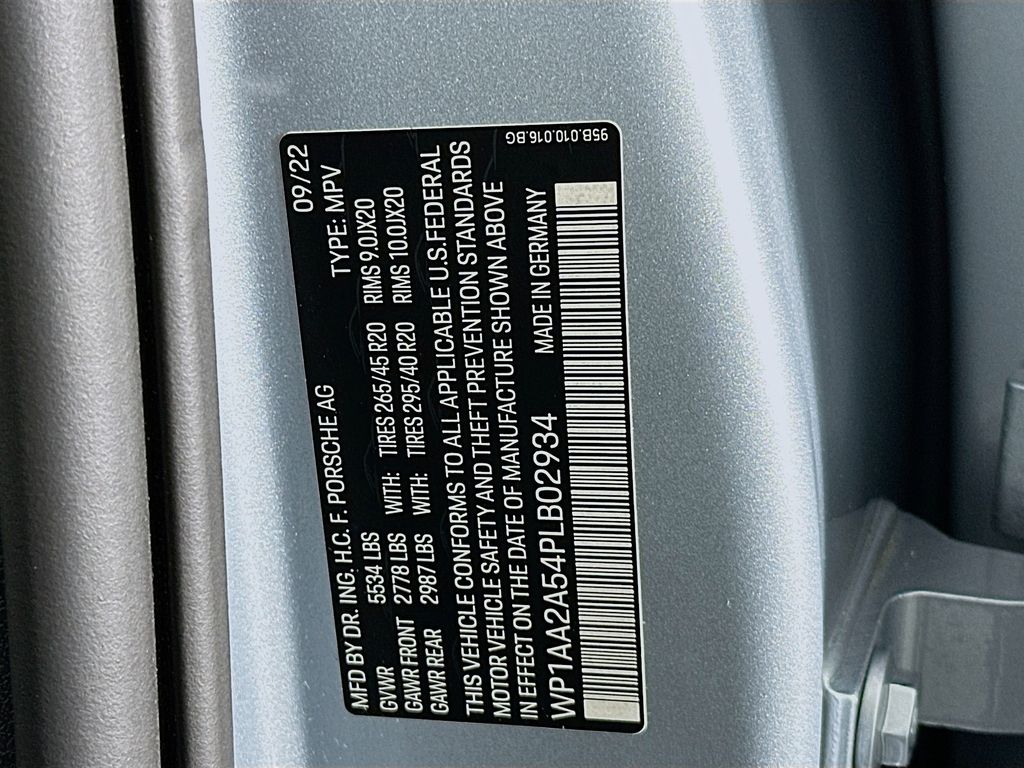 MFD BY DR. ING. H.C. F. PORSCHE AG 09/22
GVWR 5534 LBS TYPE: MPV
GAWR FRONT 2778 LBS WITH: TIRES 265/45 R20 RIMS 9.0JX20
GAWR REAR 2987 LBS WITH: TIRES 295/40 R20 RIMS 10.0JX20
THIS VEHICLE CONFORMS TO ALL APPLICABLE U.S. FEDERAL
MOTOR VEHICLE SAFETY AND THEFT PREVENTION STANDARDS
IN EFFECT ON THE DATE OF MANUFACTURE SHOWN ABOVE
WP1AA2A54PLB02934 MADE IN GERMANY
95B.010.016.BG